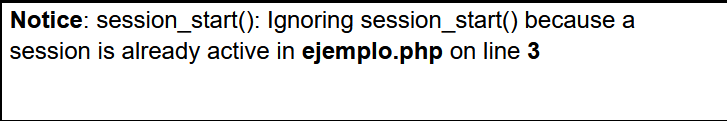 Notice: session_start(): Ignoring session_start() because a
session is already active in ejemplo.php on line 3